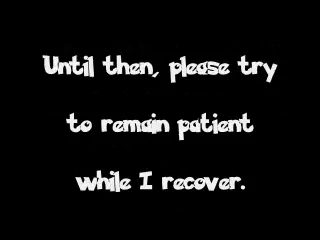 Until then, please try
to remain patient
while I recover.